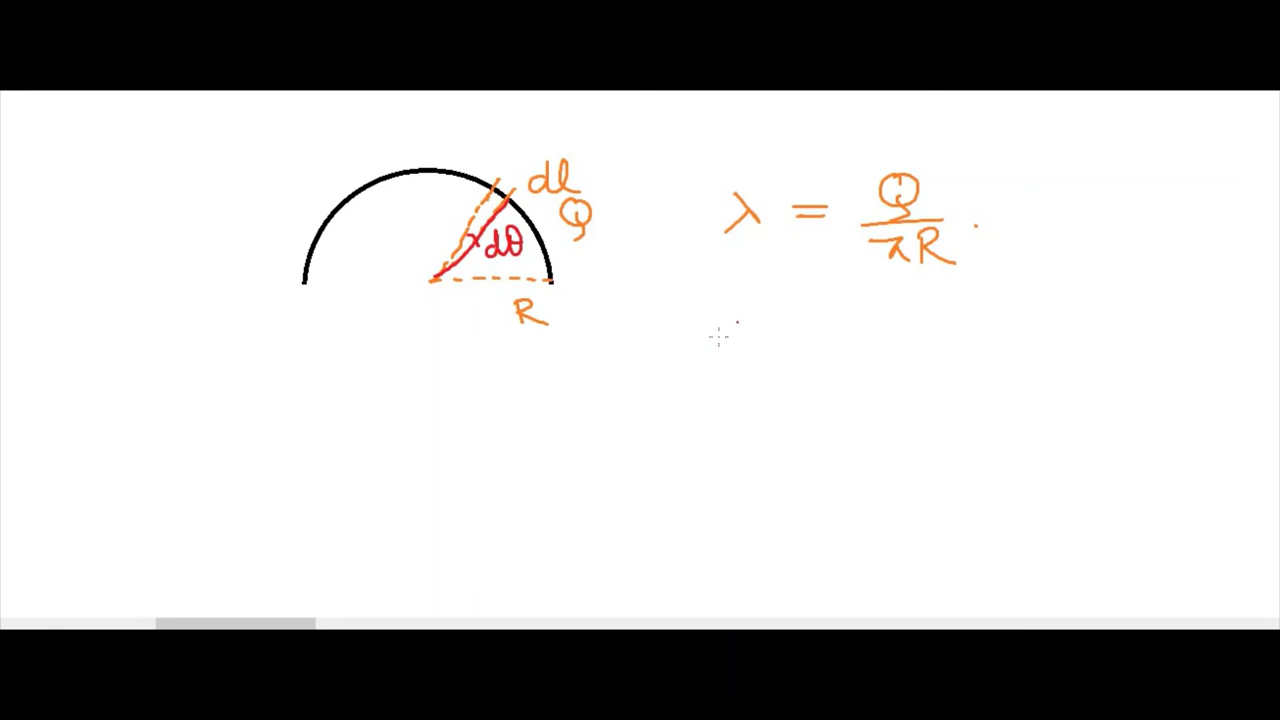 dl
Q
dθ
R
λ = Q/πR .